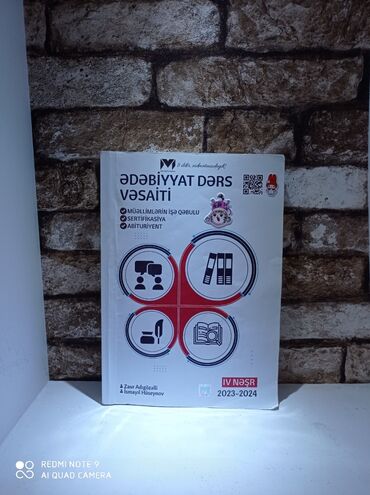 ƏDƏBİYYAT DƏRS
VƏSAİTİ
MÜƏLLİMLƏRİN İŞƏ QƏBULU
SERTİFİKASİYA
ABİTURİYENT
Zaur Adıgözəlli
İsmayıl Hüseynov
IV NƏŞR
2023-2024
REDMI NOTE 9
AI QUAD CAMERA